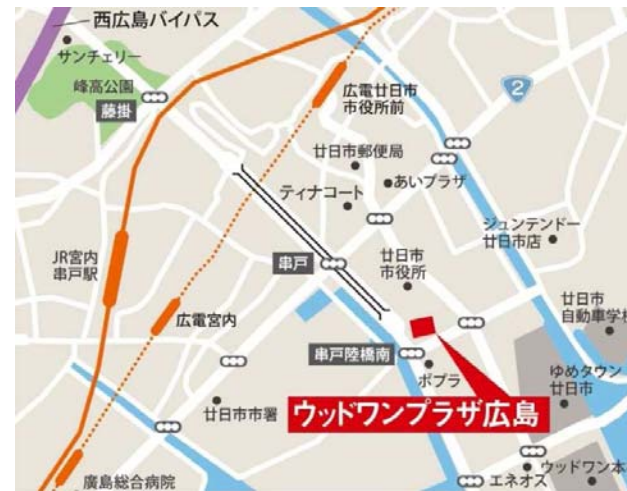 西広島バイパス
サンチェリー
峰高公園
藤掛
広電廿日市
市役所前
2
廿日市郵便局
あいプラザ
ティナコート
ジュンテンドー
廿日市店
JR宮内
串戸駅
串戸
廿日市
市役所
廿日市
自動車学校
広電宮内
串戸陸橋南
ポプラ
ゆめタウン
廿日市
廿日市市署
ウッドワンプラザ広島
ウッドワン本
廣島総合病院
エネオス